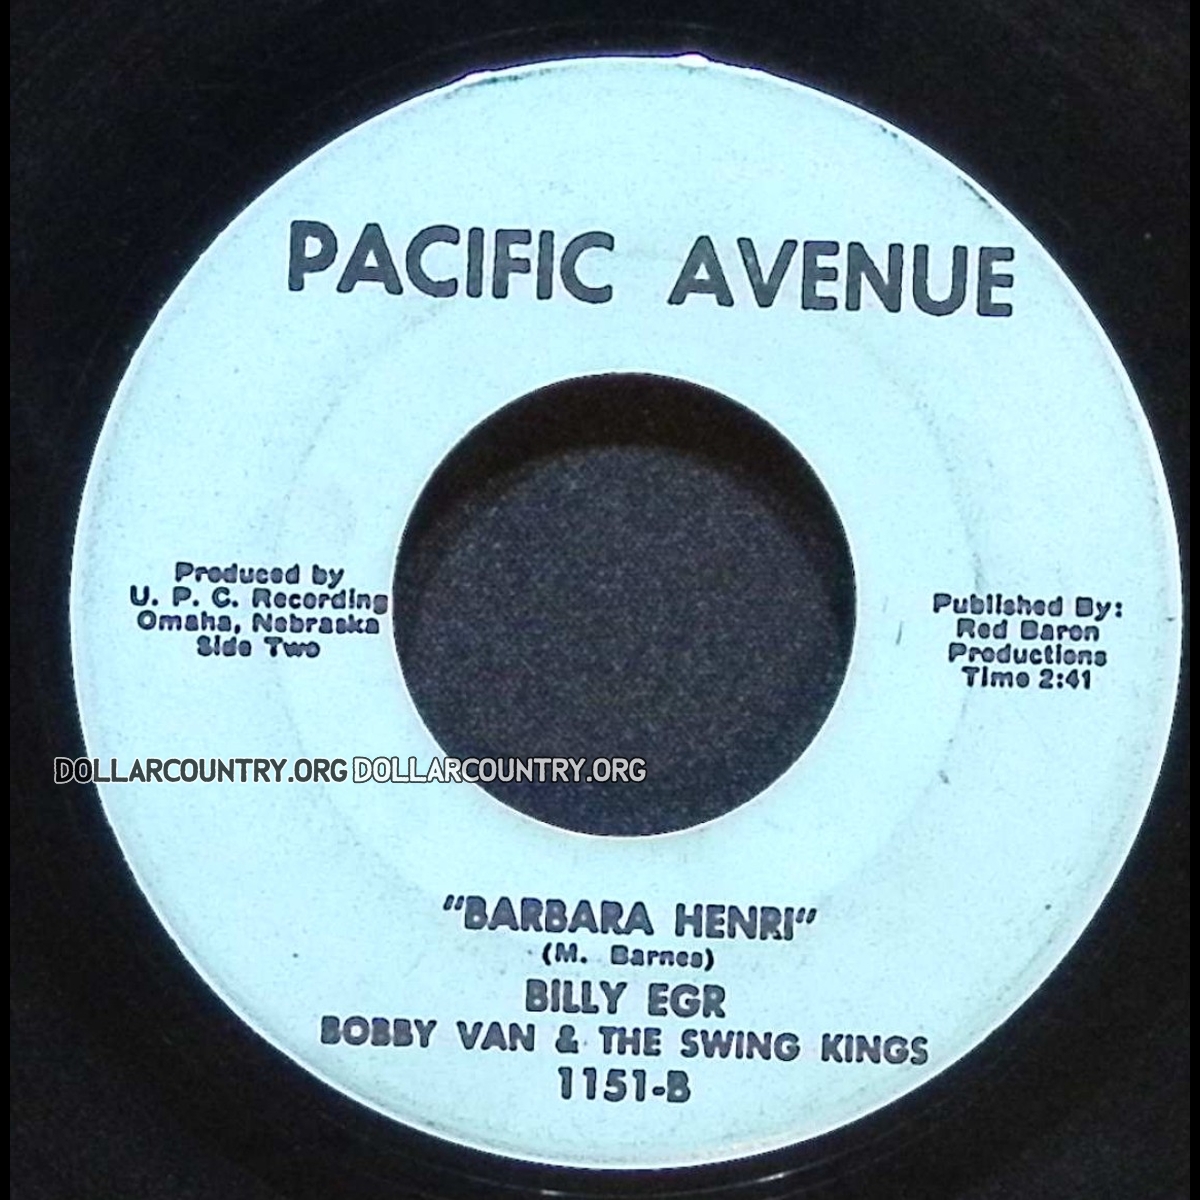 PACIFIC AVENUE
Produced by
U. P. C. Recording
Omaha, Nebraska
Side Two
Published By:
Red Baron
Productions
Time 2:41
DOLLARCOUNTRY.ORG DOLLARCOUNTRY.ORG
"BARBARA HENRI"
(M. Barnes)
BILLY EGR
BOBBY VAN & THE SWING KINGS
1151-B